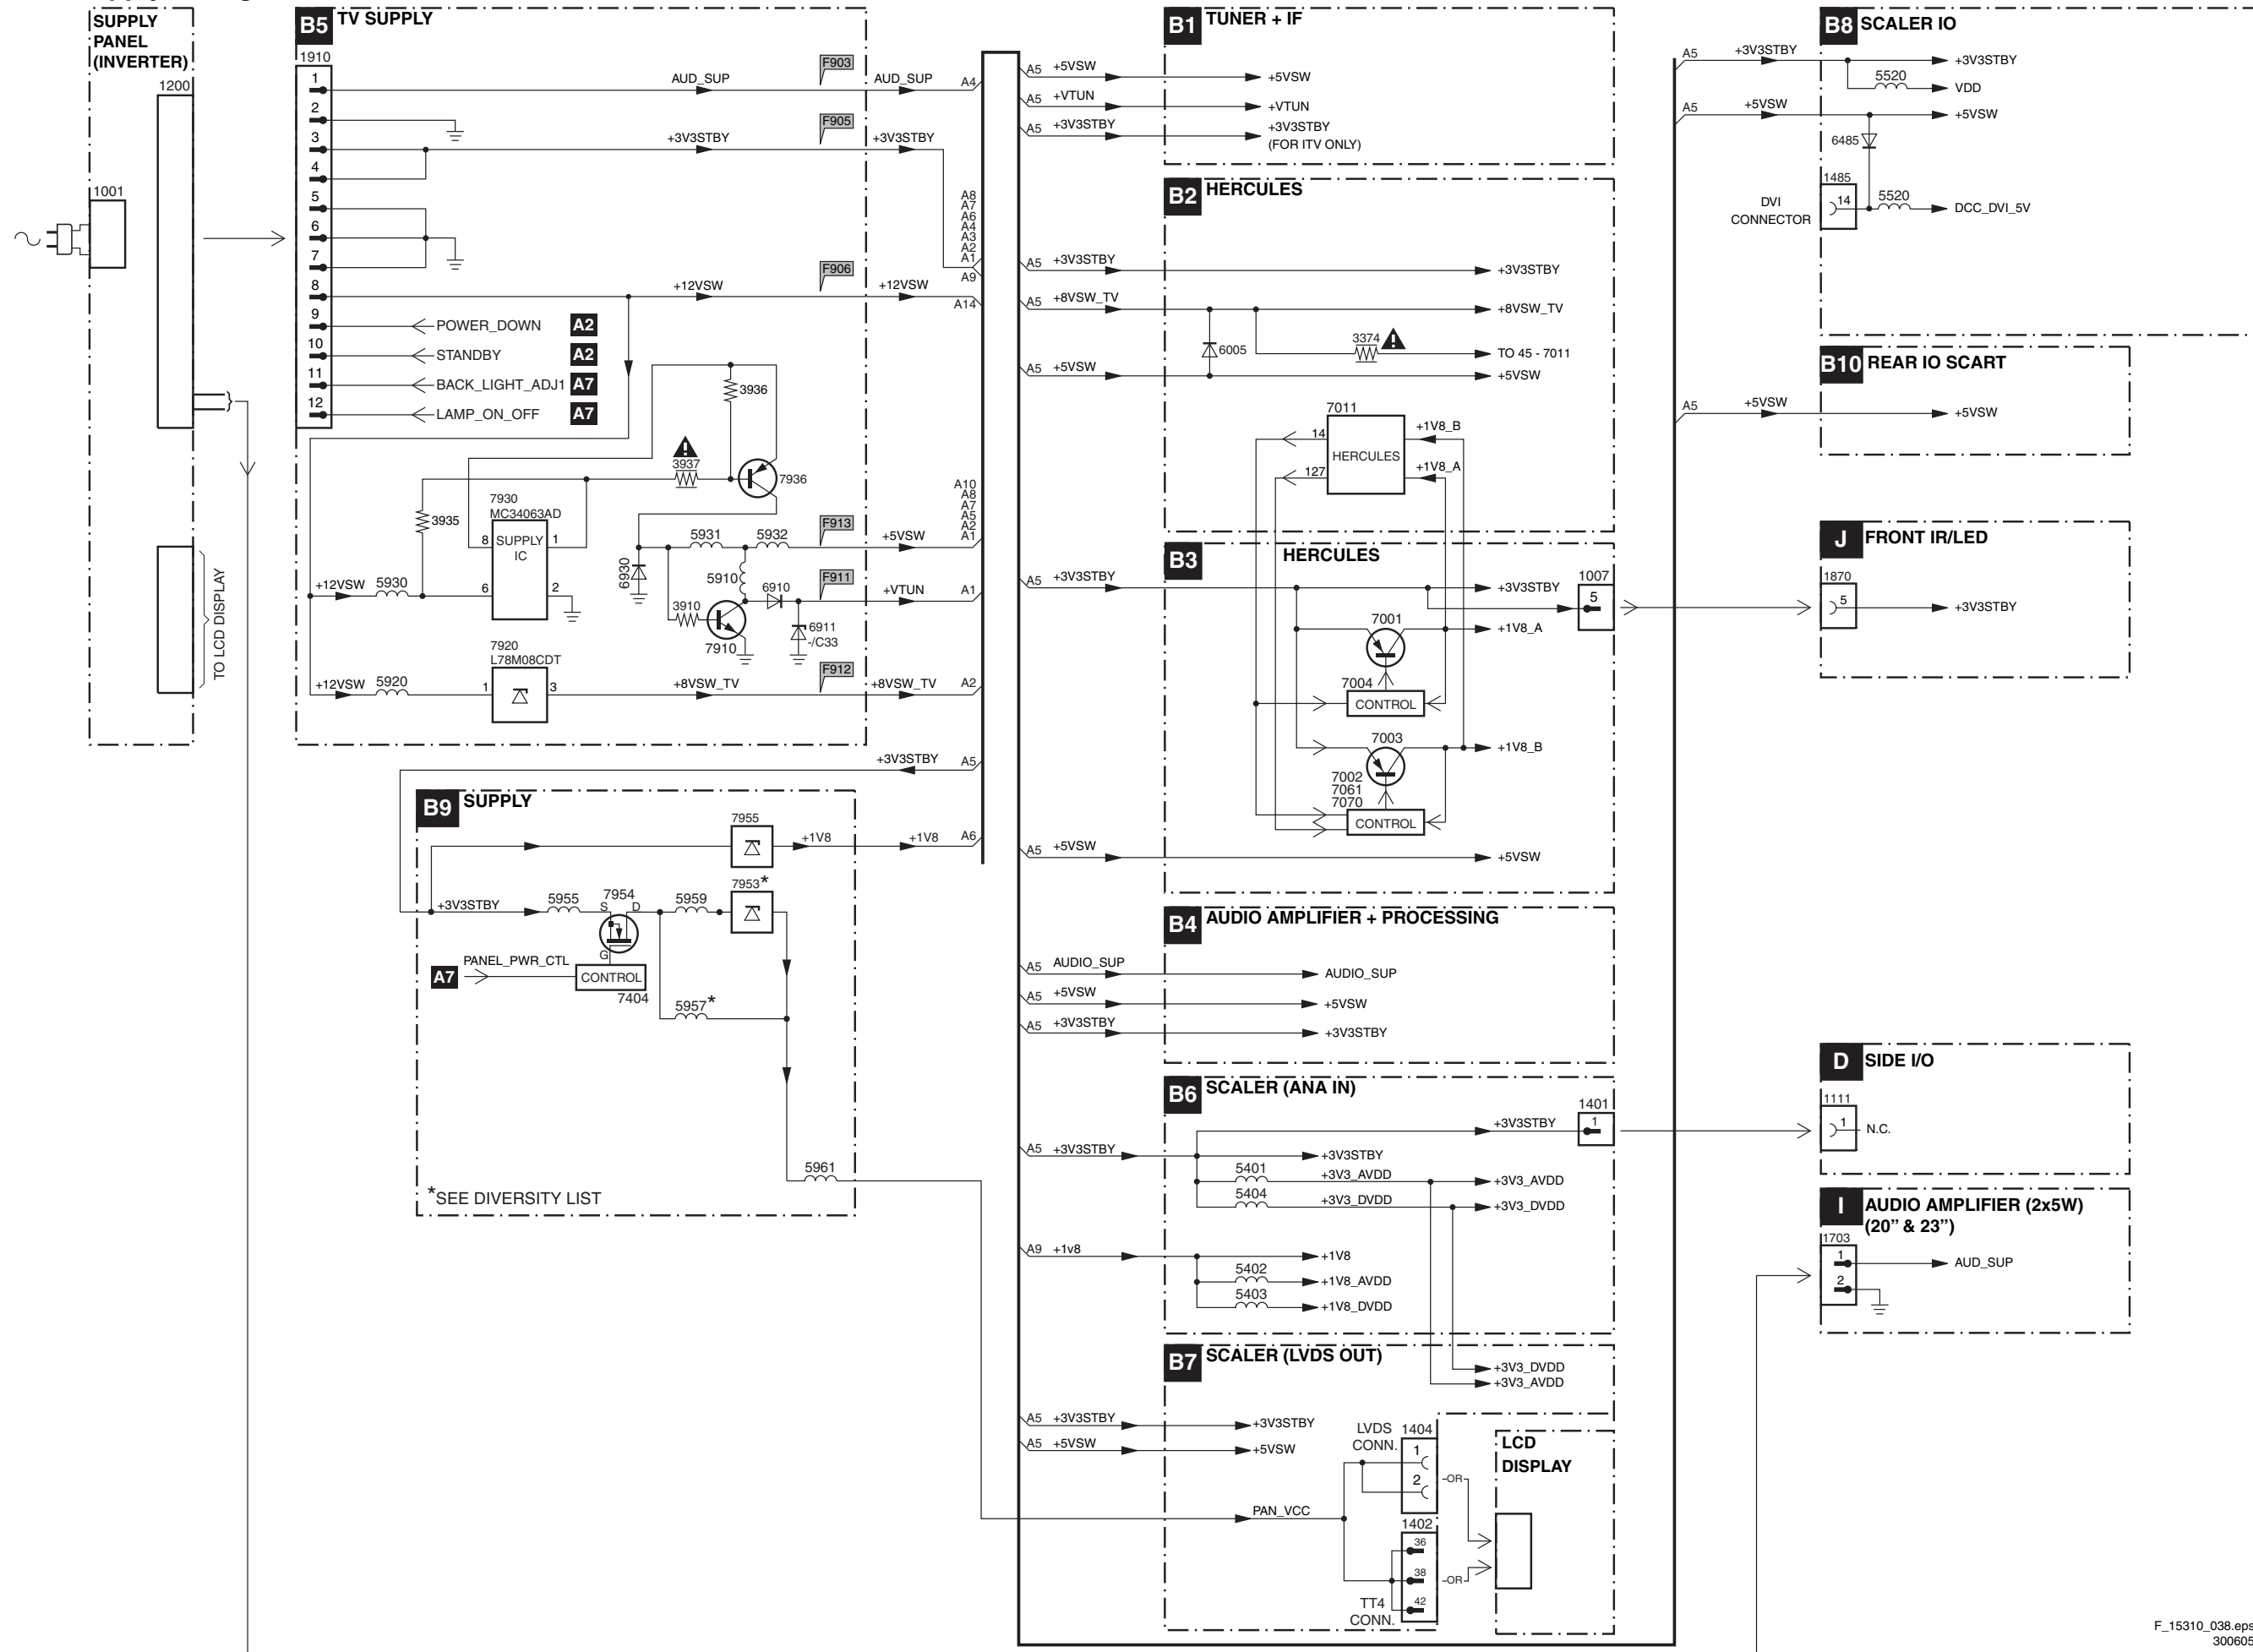 SUPPLY
PANEL
(INVERTER)
1200
1001
TO LCD DISPLAY
B5 TV SUPPLY
1910
1
2
3
4
5
6
7
8
9
10
11
12
AUD_SUP
F903
AUD_SUP
A4
+3V3STBY
F905
+3V3STBY
A8
A7
A6
A4
A3
A2
A1
A9
+12VSW
F906
+12VSW
A14
POWER_DOWN A2
STANDBY A2
BACK_LIGHT_ADJ1 A7
LAMP_ON_OFF A7
3936
3937
7936
3935
7930
MC34063AD
8 SUPPLY 1
IC
6 2
+12VSW 5930
6930
5931 5932
5910
6910
3910
7910
6911
-/C33
F913
+5VSW
A10
A8
A7
A5
A2
A1
F911
+VTUN A1
7920
L78M08CDT
+12VSW 5920 1 3
+8VSW_TV
F912
+8VSW_TV A2
+3V3STBY A5
B9 SUPPLY
7955
+1V8 +1V8 A6
7953*
+3V3STBY 5955 7954 5959
S D
G
A7 PANEL_PWR_CTL
CONTROL
7404
5957*
5961
*SEE DIVERSITY LIST
B1 TUNER + IF
A5 +5VSW +5VSW
A5 +VTUN +VTUN
A5 +3V3STBY +3V3STBY
(FOR ITV ONLY)
B2 HERCULES
A5 +3V3STBY +3V3STBY
A5 +8VSW_TV +8VSW_TV
6005
3374
TO 45 - 7011
A5 +5VSW +5VSW
7011
14 +1V8_B
HERCULES
127 +1V8_A
B3 HERCULES
A5 +3V3STBY +3V3STBY
1007
5
7001
+1V8_A
7004
CONTROL
7003
+1V8_B
7002
7061
7070
CONTROL
A5 +5VSW +5VSW
B4 AUDIO AMPLIFIER + PROCESSING
A5 AUDIO_SUP AUDIO_SUP
A5 +5VSW +5VSW
A5 +3V3STBY +3V3STBY
B6 SCALER (ANA IN)
+3V3STBY
1401
1
A5 +3V3STBY +3V3STBY
5401 +3V3_AVDD +3V3_AVDD
5404 +3V3_DVDD +3V3_DVDD
A9 +1v8 +1V8
5402 +1V8_AVDD
5403 +1V8_DVDD
B7 SCALER (LVDS OUT)
+3V3_DVDD
+3V3_AVDD
A5 +3V3STBY +3V3STBY
A5 +5VSW +5VSW
LVDS
CONN.
1404
1
2
-OR-
LCD
DISPLAY
PAN_VCC
1402
36
38
42
-OR-
TT4
CONN.
B8 SCALER IO
A5 +3V3STBY +3V3STBY
5520 VDD
A5 +5VSW +5VSW
6485
1485
DVI
CONNECTOR
14 5520 DCC_DVI_5V
B10 REAR IO SCART
A5 +5VSW +5VSW
J FRONT IR/LED
1870
5 +3V3STBY
D SIDE I/O
1111
1 N.C.
I AUDIO AMPLIFIER (2x5W)
(20” & 23”)
1703
1 AUD_SUP
2
F_15310_038.eps
300605